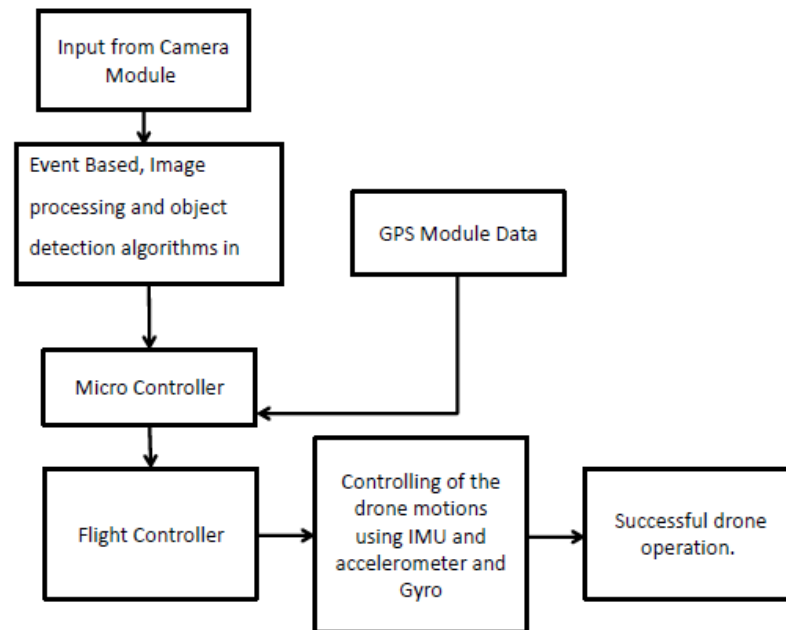 Input from Camera
Module
Event Based, Image
processing and object
detection algorithms in
GPS Module Data
Micro Controller
Flight Controller
Controlling of the
drone motions
using IMU and
accelerometer and
Gyro
Successful drone
operation.